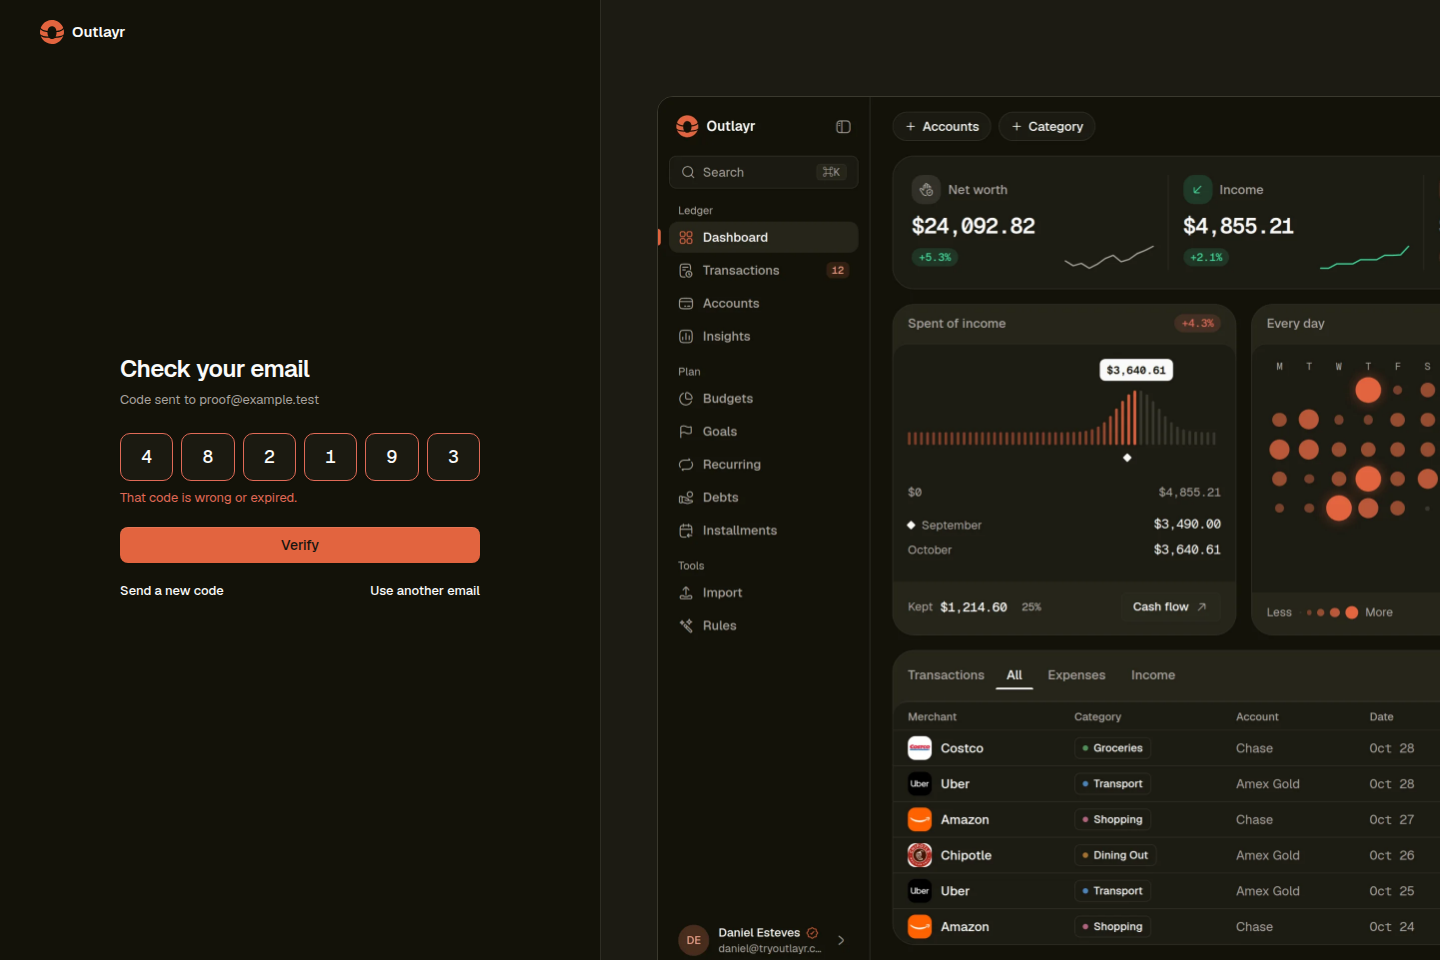 Outlayr
Check your email
Code sent to proof@example.test
4 8 2 1 9 3
That code is wrong or expired.
Verify
Send a new code Use another email
Outlayr
Search ⌘K
Ledger
Dashboard
Transactions 12
Accounts
Insights
Plan
Budgets
Goals
Recurring
Debts
Installments
Tools
Import
Rules
DE Daniel Esteves
daniel@tryoutlayr.c...
+ Accounts + Category
Net worth
$24,092.82
+5.3%
Income
$4,855.21
+2.1%
Spent of income +4.3%
$3,640.61
$0 $4,855.21
September $3,490.00
October $3,640.61
Kept $1,214.60 25% Cash flow
Every day
M T W T F S
Less More
Transactions All Expenses Income
Merchant Category Account Date
Costco Groceries Chase Oct 28
Uber Uber Transport Amex Gold Oct 28
Amazon Shopping Chase Oct 27
Chipotle Dining Out Amex Gold Oct 26
Uber Uber Transport Amex Gold Oct 25
Amazon Shopping Chase Oct 24